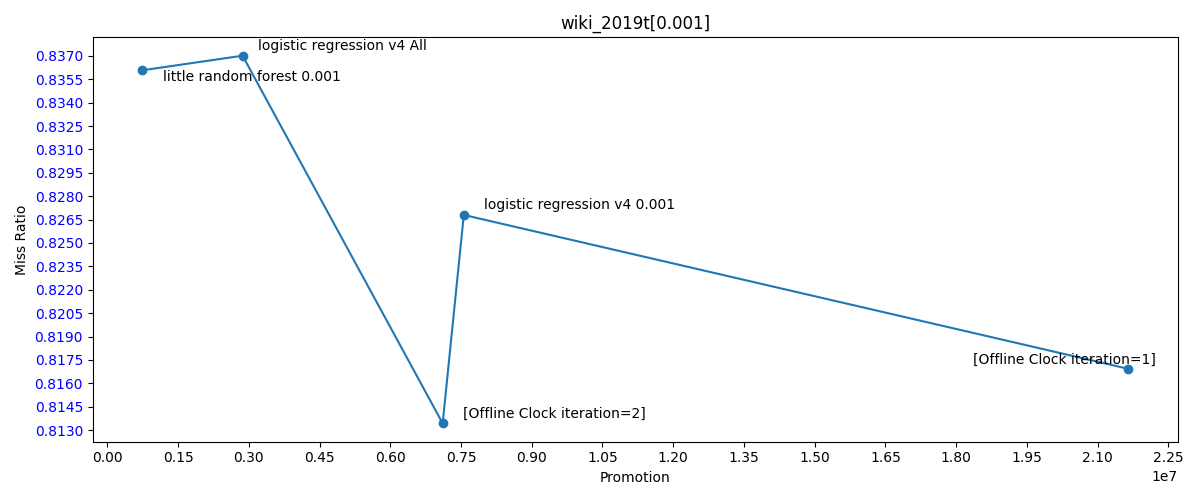 wiki_2019t[0.001]
Miss Ratio
0.8370
0.8355
0.8340
0.8325
0.8310
0.8295
0.8280
0.8265
0.8250
0.8235
0.8220
0.8205
0.8190
0.8175
0.8160
0.8145
0.8130
logistic regression v4 All
little random forest 0.001
logistic regression v4 0.001
[Offline Clock iteration=1]
[Offline Clock iteration=2]
0.00 0.15 0.30 0.45 0.60 0.75 0.90 1.05 1.20 1.35 1.50 1.65 1.80 1.95 2.10 2.25
1e7
Promotion